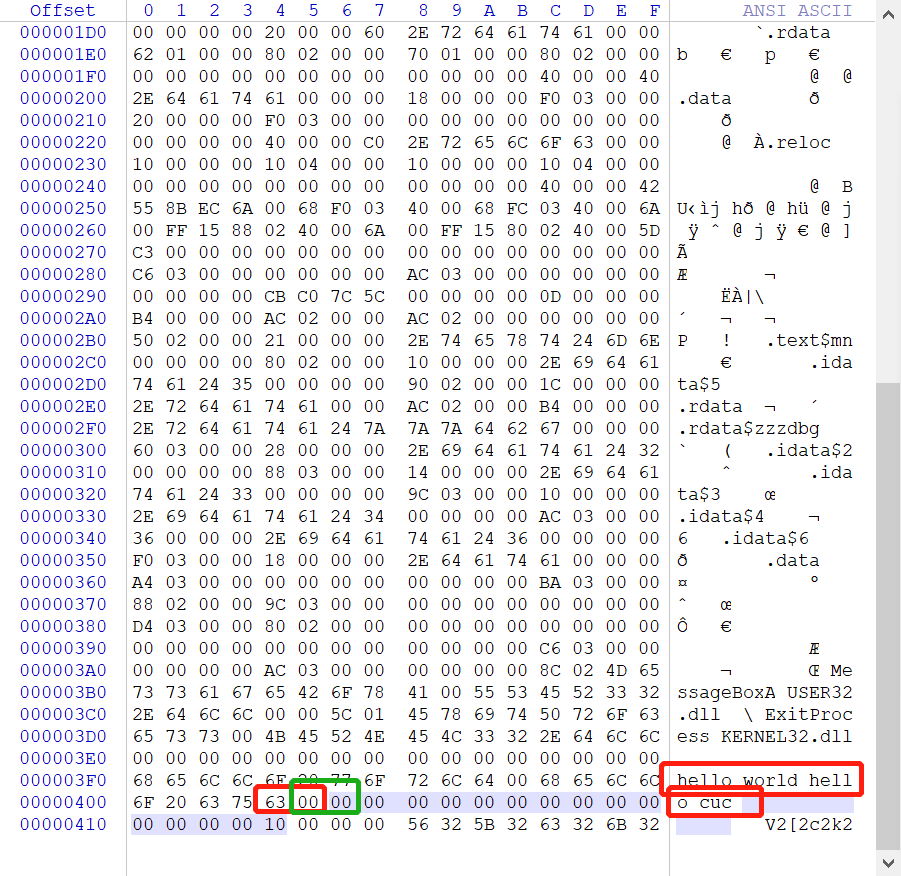 Offset 0 1 2 3 4 5 6 7 8 9 A B C D E F ANSI ASCII
000001D0 00 00 00 00 20 00 00 60 2E 72 64 61 74 61 00 00 `.rdata
000001E0 62 01 00 00 80 02 00 00 70 01 00 00 80 02 00 00 b € p €
000001F0 00 00 00 00 00 00 00 00 00 00 00 00 40 00 00 40 @ @
00000200 2E 64 61 74 61 00 00 00 18 00 00 00 F0 03 00 00 .data ð
00000210 20 00 00 00 F0 03 00 00 00 00 00 00 00 00 00 00 ð
00000220 00 00 00 00 40 00 00 C0 2E 72 65 6C 6F 63 00 00 @ À.reloc
00000230 10 00 00 00 10 04 00 00 10 00 00 00 10 04 00 00
00000240 00 00 00 00 00 00 00 00 00 00 00 00 40 00 00 42 @ B
00000250 55 8B EC 6A 00 68 F0 03 40 00 68 FC 03 40 00 6A U‹ìj hð @ hü @ j
00000260 00 FF 15 88 02 40 00 6A 00 FF 15 80 02 40 00 5D ÿ ˆ @ j ÿ € @ ]
00000270 C3 00 00 00 00 00 00 00 00 00 00 00 00 00 00 00 Ã
00000280 C6 03 00 00 00 00 00 00 AC 03 00 00 00 00 00 00 Æ ¬
00000290 00 00 00 00 CB C0 7C 5C 00 00 00 00 0D 00 00 00 ËÀ|\
000002A0 B4 00 00 00 AC 02 00 00 AC 02 00 00 00 00 00 00 ´ ¬ ¬
000002B0 50 02 00 00 21 00 00 00 2E 74 65 78 74 24 6D 6E P ! .text$mn
000002C0 00 00 00 00 80 02 00 00 10 00 00 00 2E 69 64 61 € .ida
000002D0 74 61 24 35 00 00 00 00 90 02 00 00 1C 00 00 00 ta$5
000002E0 2E 72 64 61 74 61 00 00 AC 02 00 00 B4 00 00 00 .rdata ¬ ´
000002F0 2E 72 64 61 74 61 24 7A 7A 7A 64 62 67 00 00 00 .rdata$zzzdbg
00000300 60 03 00 00 28 00 00 00 2E 69 64 61 74 61 24 32 ` ( .idata$2
00000310 00 00 00 00 88 03 00 00 14 00 00 00 2E 69 64 61 ˆ .ida
00000320 74 61 24 33 00 00 00 00 9C 03 00 00 10 00 00 00 ta$3 œ
00000330 2E 69 64 61 74 61 24 34 00 00 00 00 AC 03 00 00 .idata$4 ¬
00000340 36 00 00 00 2E 69 64 61 74 61 24 36 00 00 00 00 6 .idata$6
00000350 F0 03 00 00 18 00 00 00 2E 64 61 74 61 00 00 00 ð .data
00000360 A4 03 00 00 00 00 00 00 00 00 00 00 BA 03 00 00 ¤ º
00000370 88 02 00 00 9C 03 00 00 00 00 00 00 00 00 00 00 ˆ œ
00000380 D4 03 00 00 80 02 00 00 00 00 00 00 00 00 00 00 Ô €
00000390 00 00 00 00 00 00 00 00 00 00 00 00 C6 03 00 00 Æ
000003A0 00 00 00 00 AC 03 00 00 00 00 00 00 8C 02 4D 65 ¬ Œ Me
000003B0 73 73 61 67 65 42 6F 78 41 00 55 53 45 52 33 32 ssageBoxA USER32
000003C0 2E 64 6C 6C 00 00 5C 01 45 78 69 74 50 72 6F 63 .dll \ ExitProc
000003D0 65 73 73 00 4B 45 52 4E 45 4C 33 32 2E 64 6C 6C ess KERNEL32.dll
000003E0 00 00 00 00 00 00 00 00 00 00 00 00 00 00 00 00
000003F0 68 65 6C 6C 6F 20 77 6F 72 6C 64 00 68 65 6C 6C hello world hell
00000400 6F 20 63 75 63 00 00 00 00 00 00 00 00 00 00 00 o cuc
00000410 00 00 00 00 10 00 00 00 56 32 5B 32 63 32 6B 32 V2[2c2k2